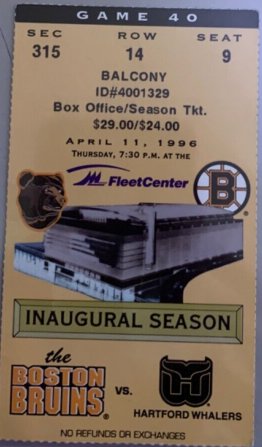 GAME 40
SEC ROW SEAT
315 14 9
BALCONY
ID#4001329
Box Office/Season Tkt.
$29.00/$24.00
APRIL 11, 1996
THURSDAY, 7:30 P.M. AT THE
FleetCenter
B
INAUGURAL SEASON
the
BOSTON
BRUINS®
VS.
HARTFORD WHALERS
NO REFUNDS OR EXCHANGES